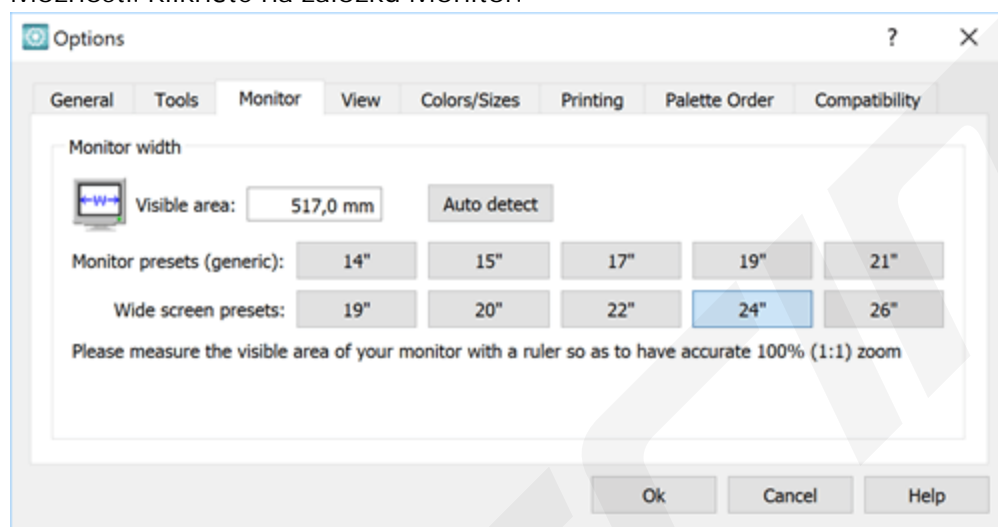 Možnosti. Klikněte na záložku Monitor.
Options ? ×
General Tools Monitor View Colors/Sizes Printing Palette Order Compatibility
Monitor width
←W→ Visible area: 517,0 mm Auto detect
Monitor presets (generic): 14" 15" 17" 19" 21"
Wide screen presets: 19" 20" 22" 24" 26"
Please measure the visible area of your monitor with a ruler so as to have accurate 100% (1:1) zoom
Ok Cancel Help